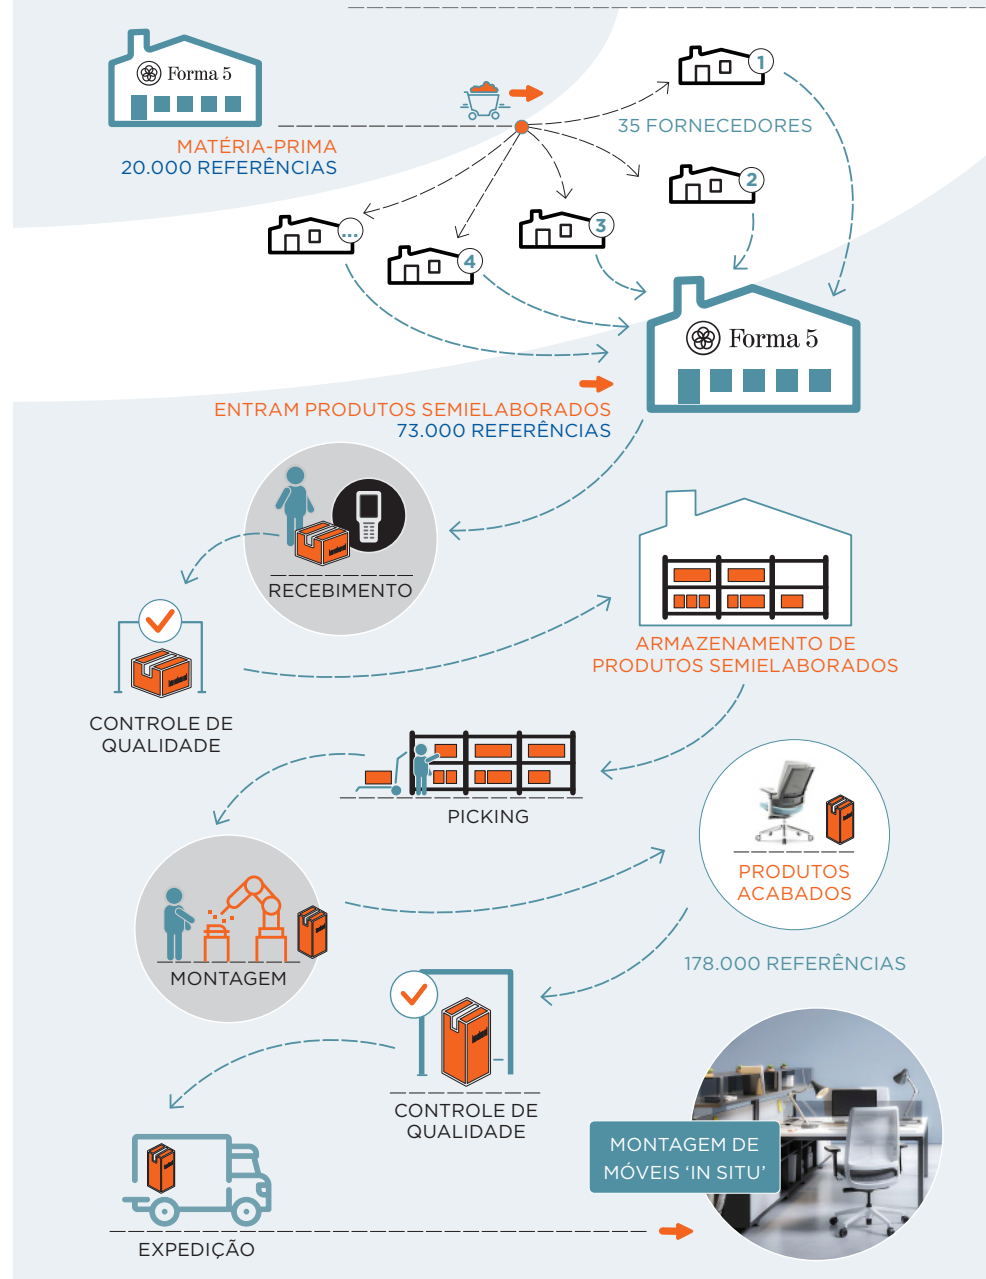 Forma 5
MATÉRIA-PRIMA
20.000 REFERÊNCIAS
1
35 FORNECEDORES
2
3
4
...
Forma 5
ENTRAM PRODUTOS SEMIELABORADOS
73.000 REFERÊNCIAS
RECEBIMENTO
CONTROLE DE
QUALIDADE
ARMAZENAMENTO DE
PRODUTOS SEMIELABORADOS
PICKING
MONTAGEM
PRODUTOS
ACABADOS
178.000 REFERÊNCIAS
CONTROLE DE
QUALIDADE
EXPEDIÇÃO
MONTAGEM DE
MÓVEIS ‘IN SITU’